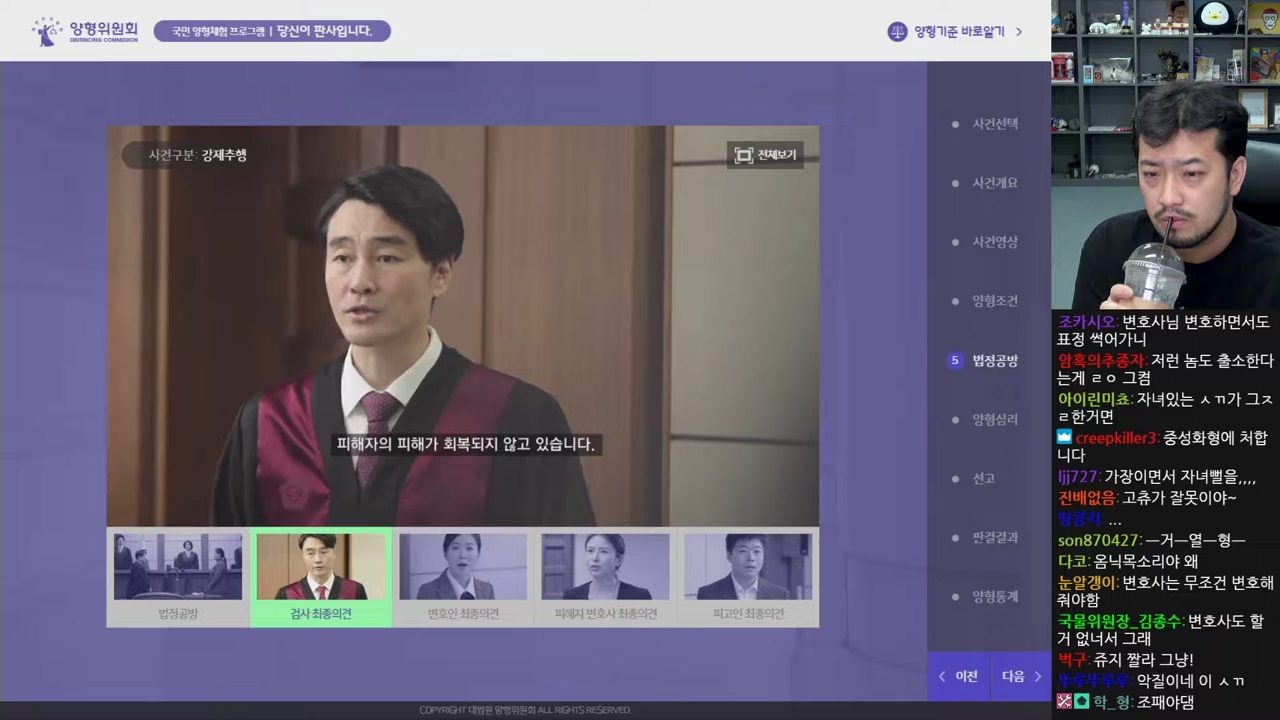 양형위원회
SENTENCING COMMISSION
국민 양형체험 프로그램 | 당신이 판사입니다.
양형기준 바로알기
사건구분: 강제추행
전체보기
피해자의 피해가 회복되지 않고 있습니다.
법정공방
검사 최종의견
변호인 최종의견
피해자 변호사 최종의견
피고인 최종의견
사건선택
사건개요
사건영상
양형조건
5 법정공방
양형심리
선고
판결결과
양형통계
이전
다음
COPYRIGHT 대법원 양형위원회 ALL RIGHTS RESERVED.
조카시오: 변호사님 변호하면서도
표정 썩어가니
암흑의추종자: 저런 놈도 출소한다
는게 ㄹㅇ 그켬
아이린미쵸: 자녀있는 ㅅㄲ가 그ㅈ
ㄹ한거면
creepkiller3: 중성화형에 처합
니다
ljj727: 가장이면서 자녀뻘을,,,,
진배없음: 고츄가 잘못이야~
땅콩각: ...
son870427: ㅡ거ㅡ열ㅡ형ㅡ
다코: 옴닉목소리야 왜
눈알갱이: 변호사는 무조건 변호해
줘야함
국물위원장_김종수: 변호사도 할
거 없너서 그래
벅구: 쥬지 짤라 그냥!
뚜루뚜루루: 악질이네 이 ㅅㄲ
학_형: 조패야댐